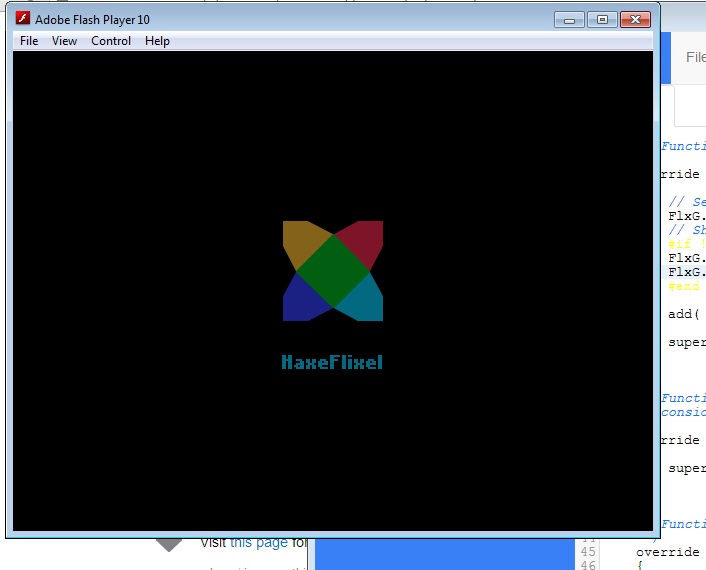 Adobe Flash Player 10
File View Control Help
File
Functi
rride
// Se
FlxG.
// Sh
#if !
FlxG.
FlxG.
#end
add(
super
HaxeFlixel
Functi
consid
rride
super
Functi
Visit this page for
45 override
46 {